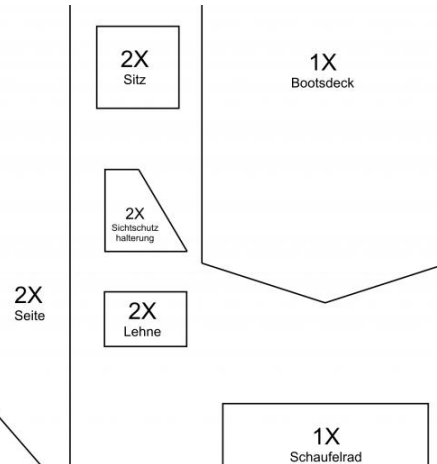 2X
Sitz
1X
Bootsdeck
2X
Sichtschutz
halterung
2X
Seite
2X
Lehne
1X
Schaufelrad